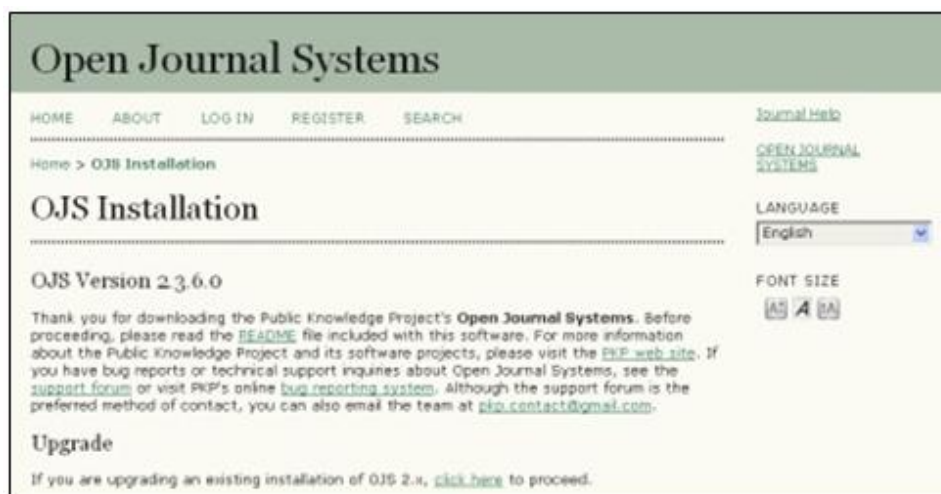 Open Journal Systems
HOME ABOUT LOG IN REGISTER SEARCH
Home > OJS Installation
OJS Installation
OJS Version 2.3.6.0
Thank you for downloading the Public Knowledge Project's Open Journal Systems. Before
proceeding, please read the README file included with this software. For more information
about the Public Knowledge Project and its software projects, please visit the PKP web site. If
you have bug reports or technical support inquiries about Open Journal Systems, see the
support forum or visit PKP's online bug reporting system. Although the support forum is the
preferred method of contact, you can also email the team at pkp.contact@gmail.com.
Upgrade
If you are upgrading an existing installation of OJS 2.x, click here to proceed.
Journal Help
OPEN JOURNAL
SYSTEMS
LANGUAGE
English
FONT SIZE
A A A